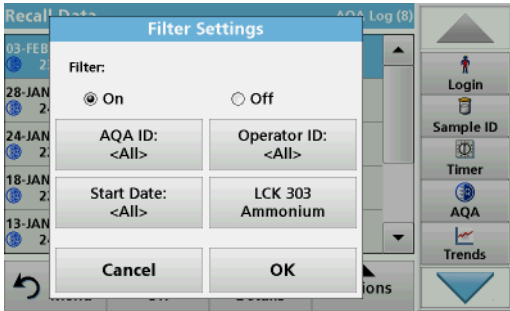 Recall Data
AQA Log (8)
Filter Settings
03-FEB
Filter:
On
Off
28-JAN
AQA ID:
<All>
Operator ID:
<All>
24-JAN
18-JAN
Start Date:
<All>
LCK 303
Ammonium
13-JAN
Cancel
OK
Login
Sample ID
Timer
AQA
Trends